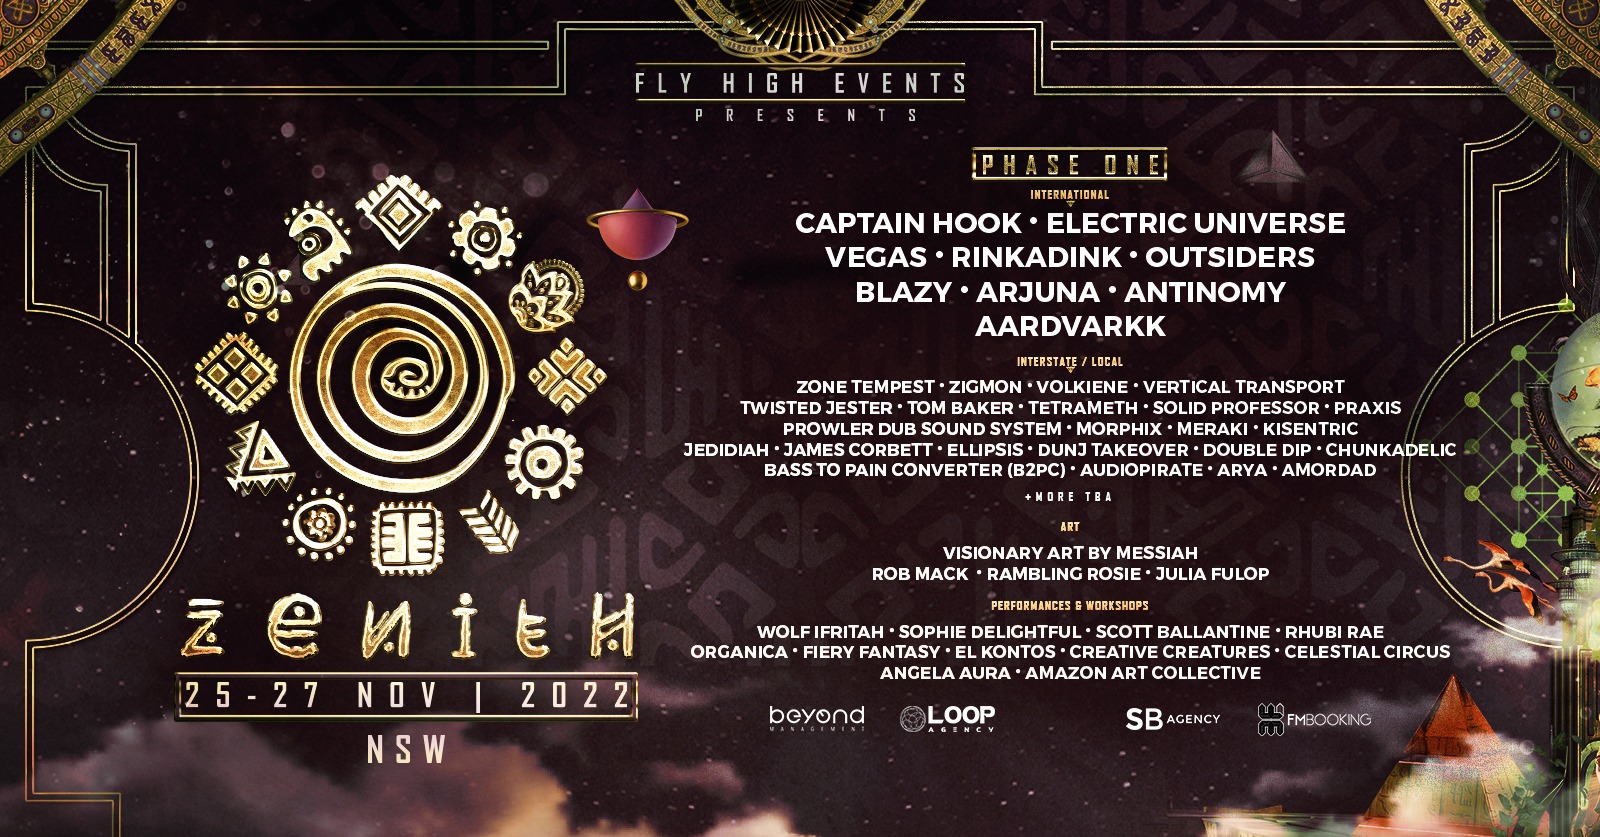 FLY HIGH EVENTS
PRESENTS
zenith
25-27 NOV | 2022
NSW
PHASE ONE
INTERNATIONAL
CAPTAIN HOOK • ELECTRIC UNIVERSE
VEGAS • RINKADINK • OUTSIDERS
BLAZY • ARJUNA • ANTINOMY
AARDVARKK
INTERSTATE / LOCAL
ZONE TEMPEST • ZIGMON • VOLKIENE • VERTICAL TRANSPORT
TWISTED JESTER • TOM BAKER • TETRAMETH • SOLID PROFESSOR • PRAXIS
PROWLER DUB SOUND SYSTEM • MORPHIX • MERAKI • KISENTRIC
JEDIDIAH • JAMES CORBETT • ELLIPSIS • DUNJ TAKEOVER • DOUBLE DIP • CHUNKADELIC
BASS TO PAIN CONVERTER (B2PC) • AUDIOPIRATE • ARYA • AMORDAD
+MORE TBA
ART
VISIONARY ART BY MESSIAH
ROB MACK • RAMBLING ROSIE • JULIA FULOP
PERFORMANCES & WORKSHOPS
WOLF IFRITAH • SOPHIE DELIGHTFUL • SCOTT BALLANTINE • RHUBI RAE
ORGANICA • FIERY FANTASY • EL KONTOS • CREATIVE CREATURES • CELESTIAL CIRCUS
ANGELA AURA • AMAZON ART COLLECTIVE
beyond
MANAGEMENT
LOOP
AGENCY
SB AGENCY
FMBOOKING